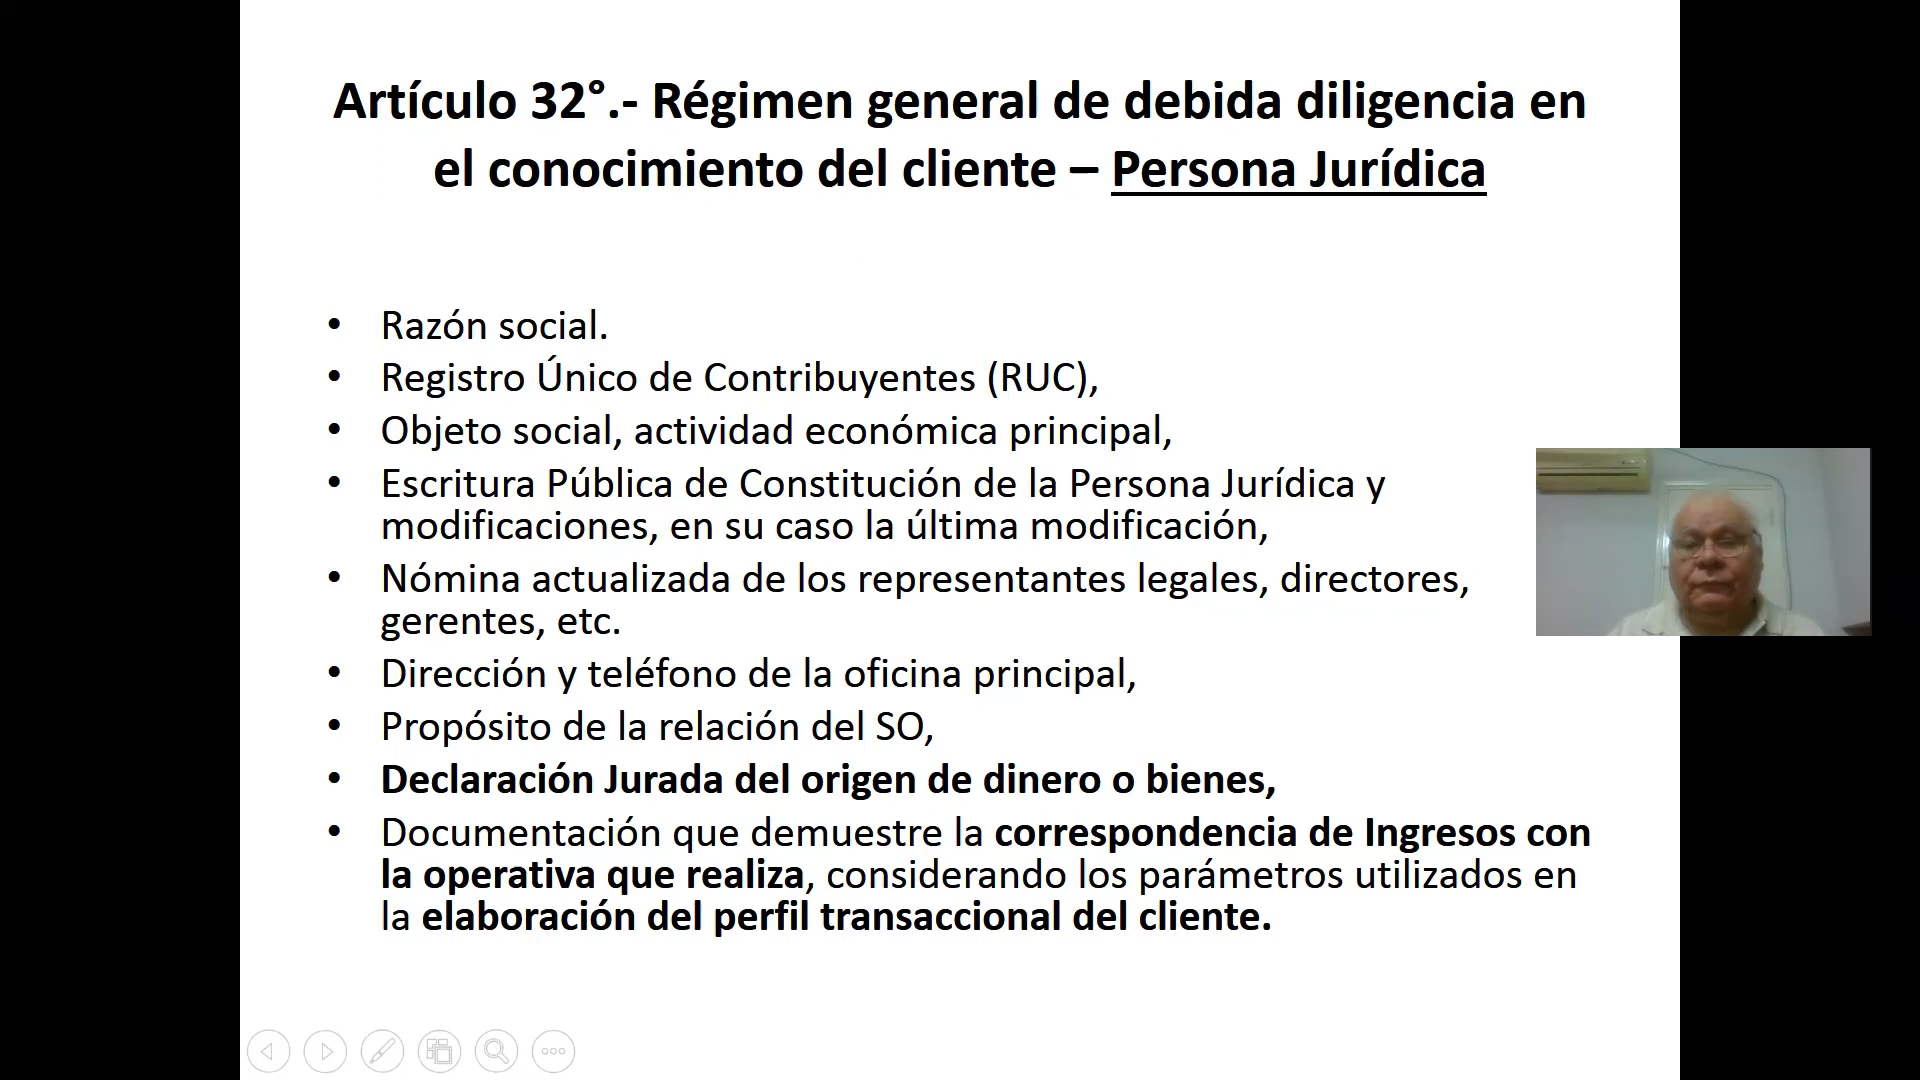 Artículo 32°.- Régimen general de debida diligencia en
el conocimiento del cliente – Persona Jurídica
• Razón social.
• Registro Único de Contribuyentes (RUC),
• Objeto social, actividad económica principal,
• Escritura Pública de Constitución de la Persona Jurídica y
modificaciones, en su caso la última modificación,
• Nómina actualizada de los representantes legales, directores,
gerentes, etc.
• Dirección y teléfono de la oficina principal,
• Propósito de la relación del SO,
• Declaración Jurada del origen de dinero o bienes,
• Documentación que demuestre la correspondencia de Ingresos con
la operativa que realiza, considerando los parámetros utilizados en
la elaboración del perfil transaccional del cliente.